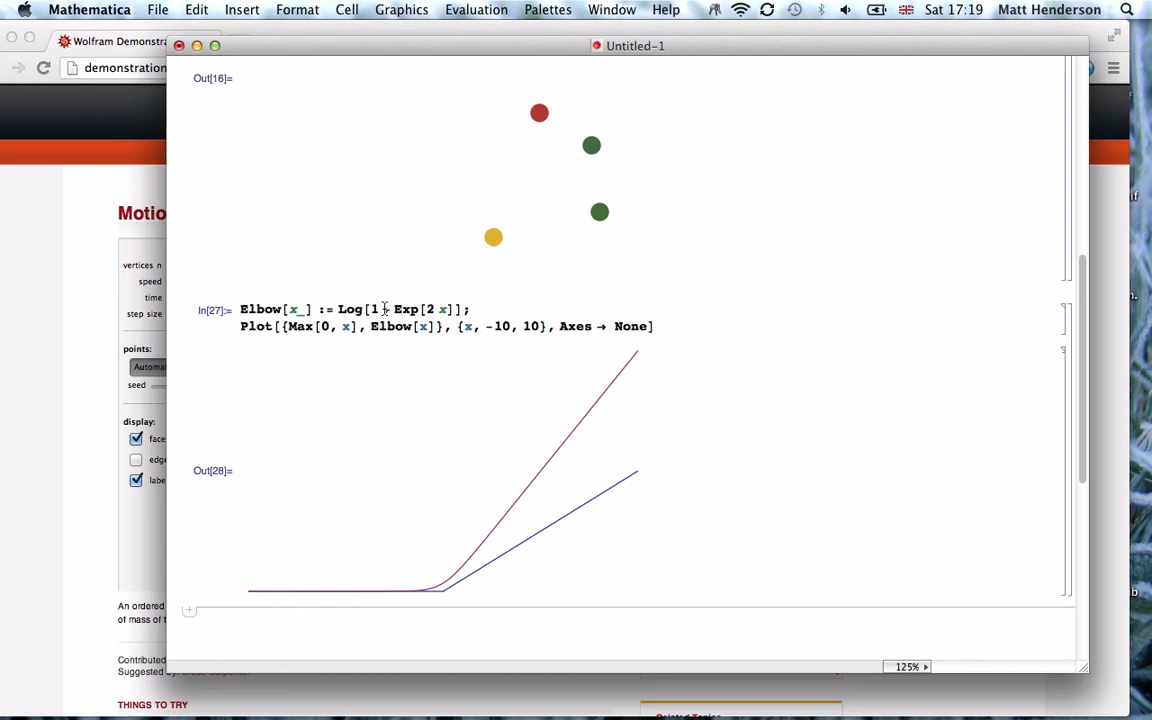 Mathematica File Edit Insert Format Cell Graphics Evaluation Palettes Window Help Sat 17:19 Matt Henderson
Wolfram Demonstra
Untitled-1
demonstration
Out[16]=
Motio
vertices n
speed
time
step size
points:
Automa
seed
display:
face
edge
labe
In[27]:= Elbow[x_] := Log[1 Exp[2 x]];
Plot[{Max[0, x], Elbow[x]}, {x, -10, 10}, Axes → None]
Out[28]=
An ordered
of mass of t
Contributed
Suggested by:
THINGS TO TRY
125%